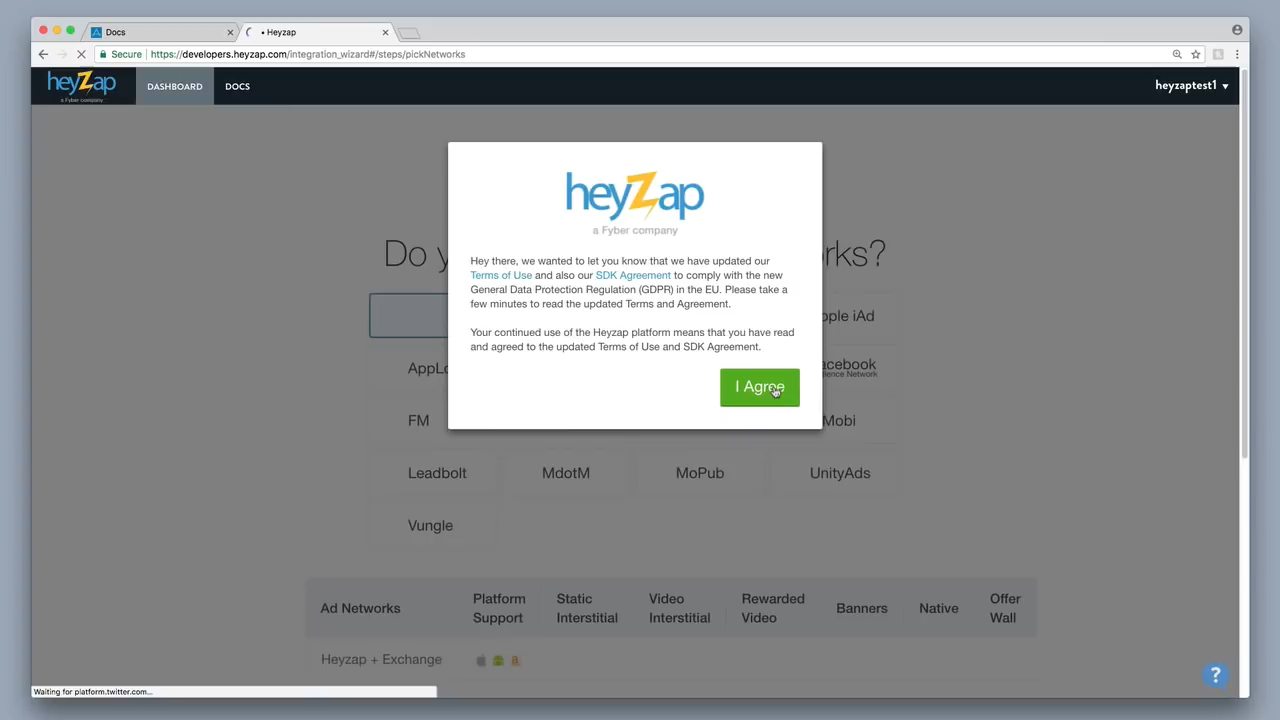 Docs
• Heyzap
Secure
https://developers.heyzap.com/integration_wizard#/steps/pickNetworks
heyZap
a Fyber company
DASHBOARD
DOCS
heyzaptest1
heyZap
a Fyber company
Do
rks?
Hey there, we wanted to let you know that we have updated our
Terms of Use and also our SDK Agreement to comply with the new
General Data Protection Regulation (GDPR) in the EU. Please take a
few minutes to read the updated Terms and Agreement.
Your continued use of the Heyzap platform means that you have read
and agreed to the updated Terms of Use and SDK Agreement.
I Agree
ple iAd
AppLo
acebook
ience Network
FM
Mobi
Leadbolt
MdotM
MoPub
UnityAds
Vungle
Ad Networks
Platform
Support
Static
Interstitial
Video
Interstitial
Rewarded
Video
Banners
Native
Offer
Wall
Heyzap + Exchange
?
Waiting for platform.twitter.com...